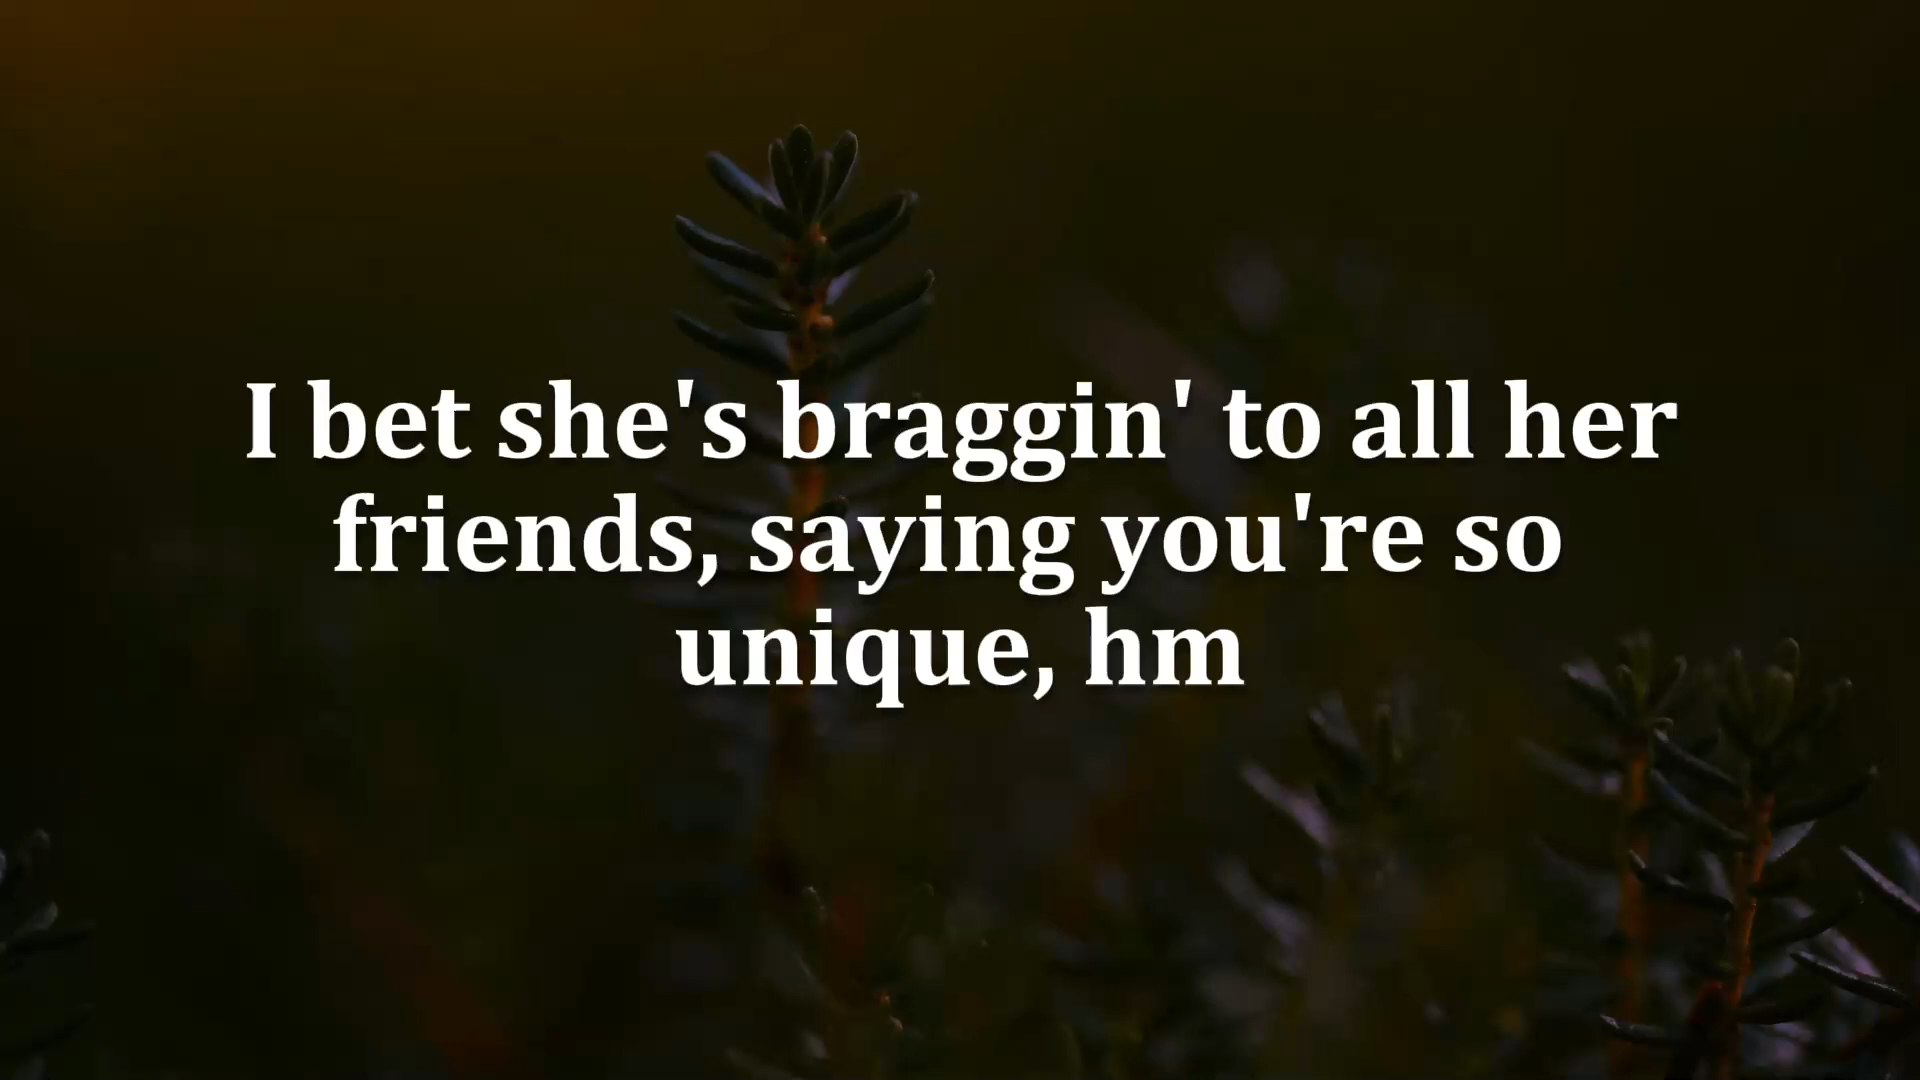 I bet she's braggin' to all her
friends, saying you're so
unique, hm